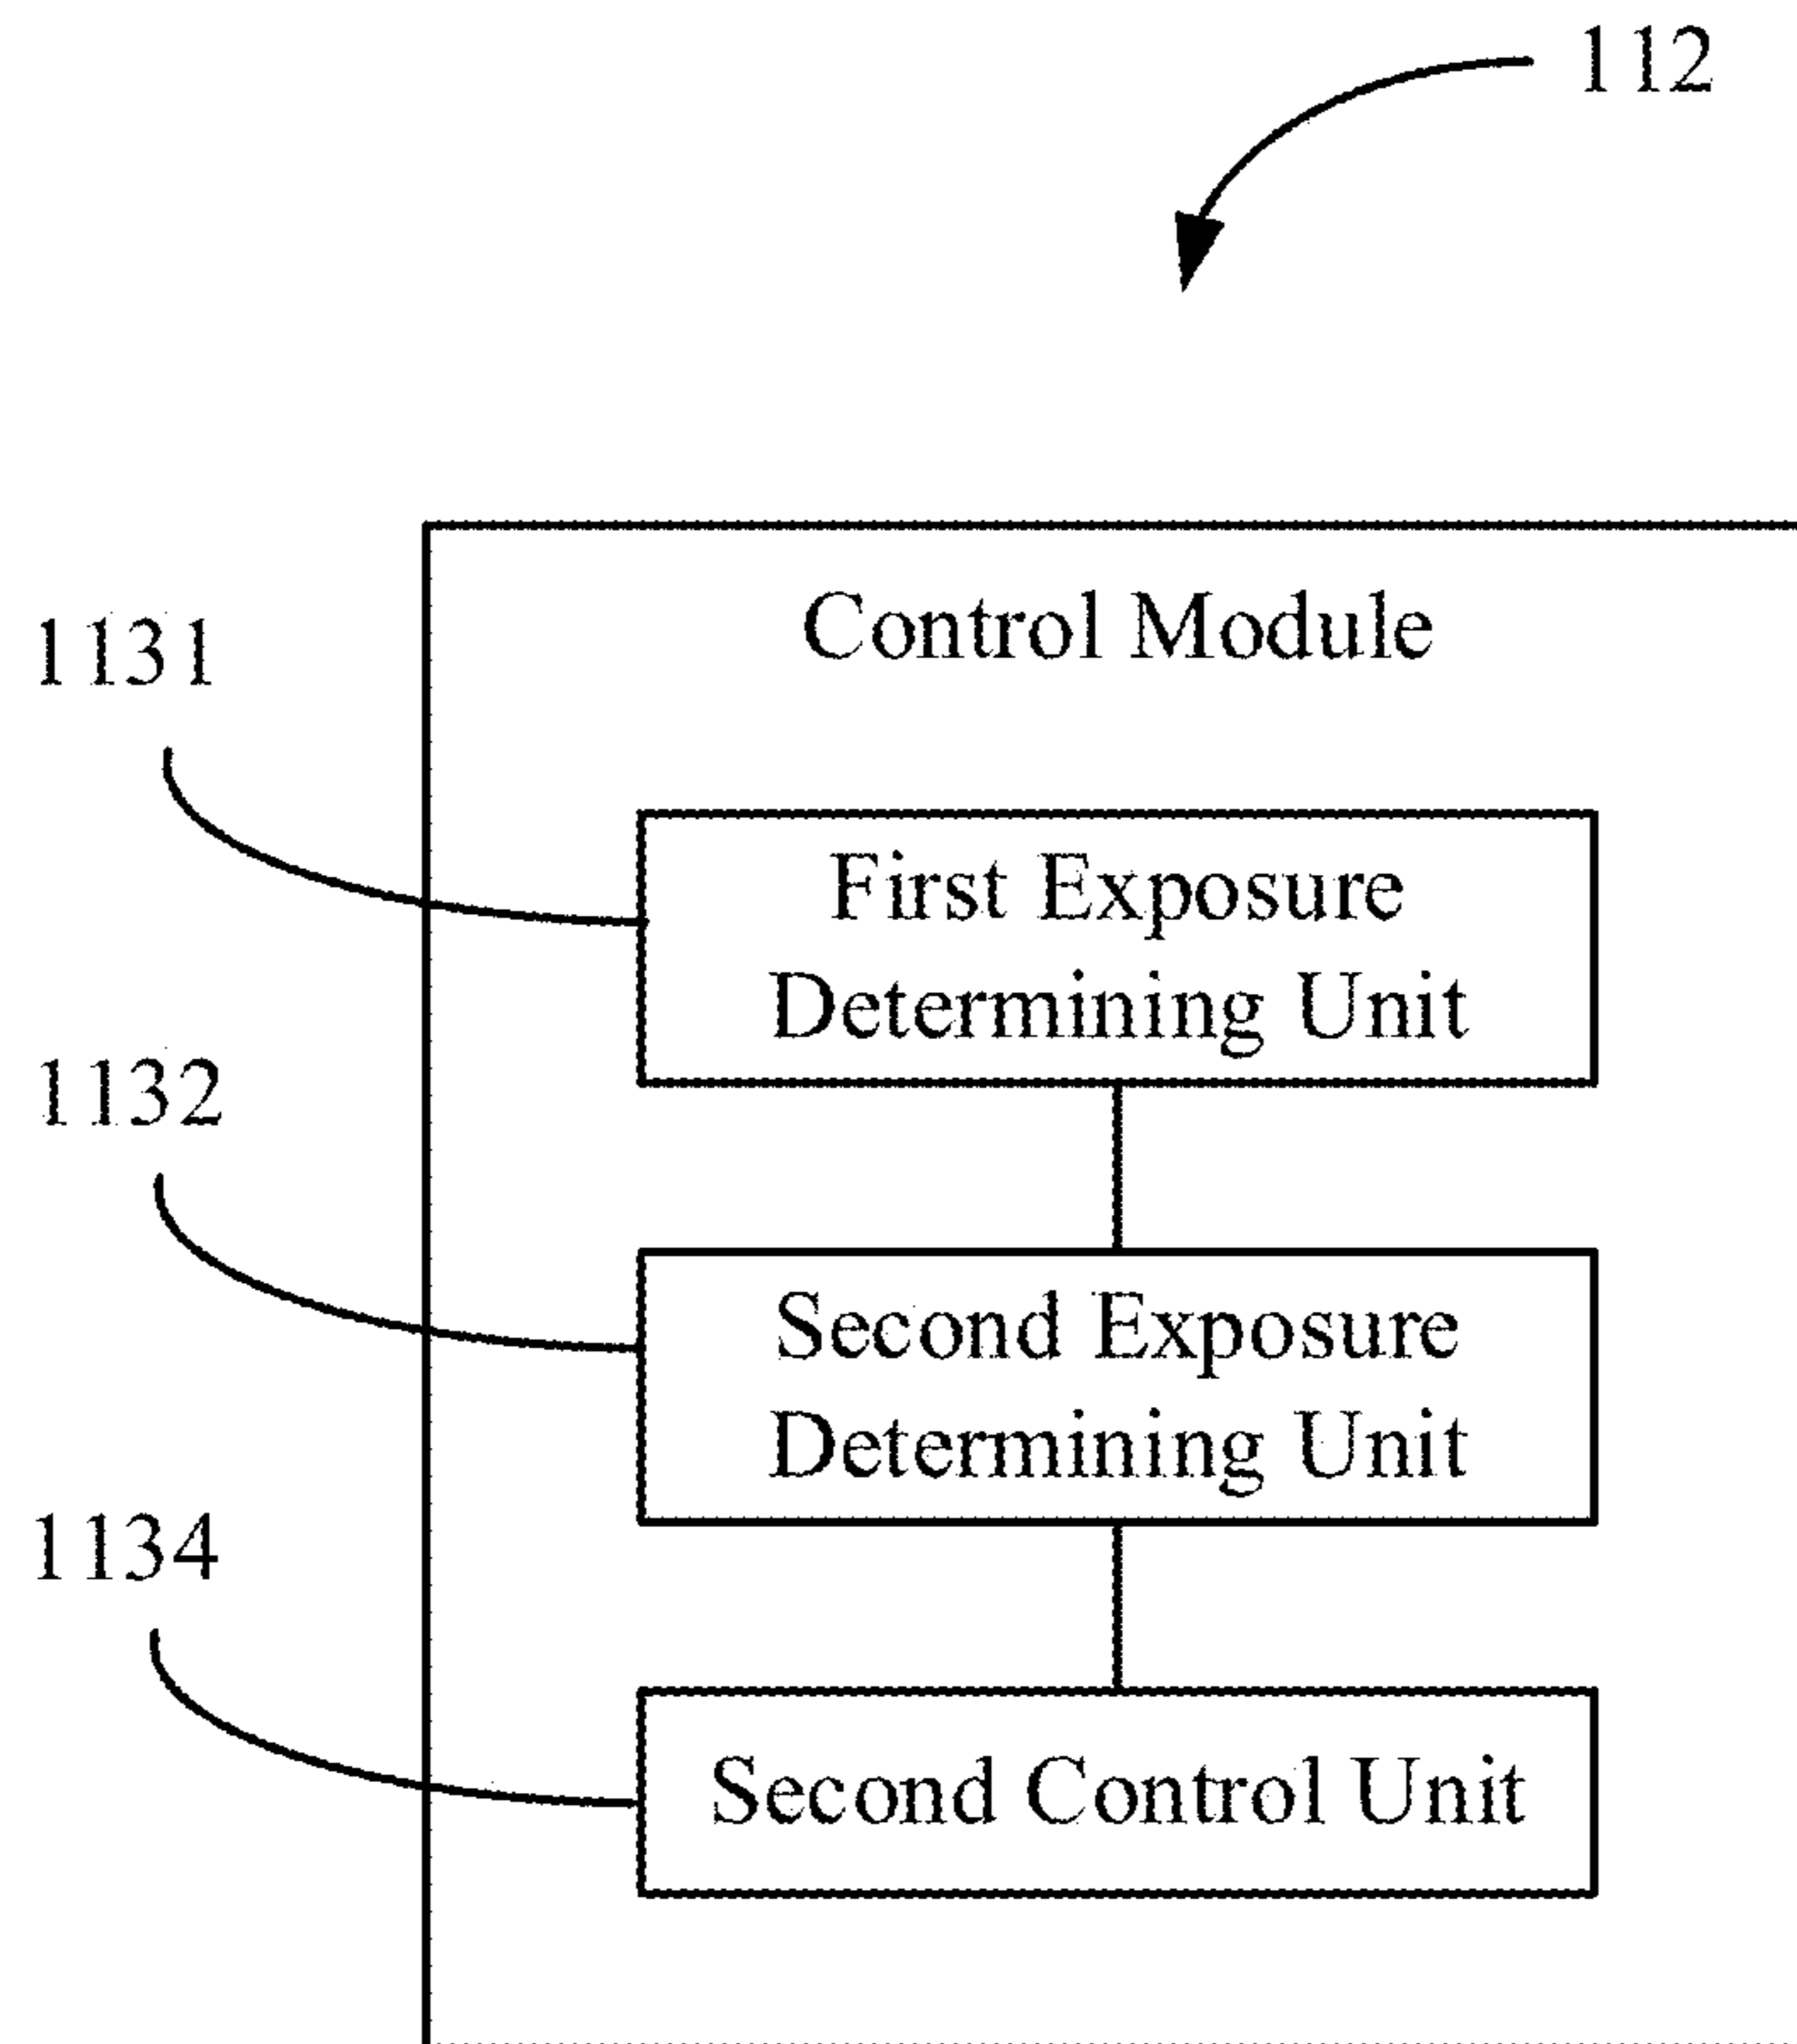 112
Control Module
1131
First Exposure
Determining Unit
1132
Second Exposure
Determining Unit
1134
Second Control Unit